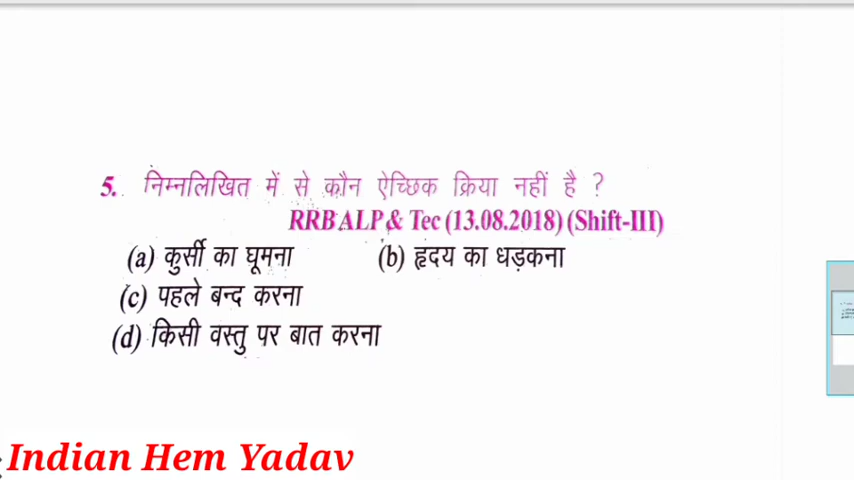 5. निम्नलिखित में से कौन ऐच्छिक क्रिया नहीं है ?
RRB ALP & Tec (13.08.2018) (Shift-III)
(a) कुर्सी का घूमना (b) हृदय का धड़कना
(c) पहले बन्द करना
(d) किसी वस्तु पर बात करना
Indian Hem Yadav